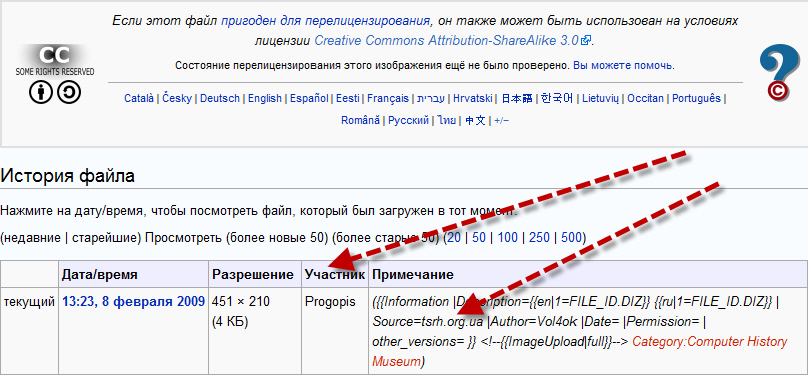 Если этот файл пригоден для перелицензирования, он также может быть использован на условиях
лицензии Creative Commons Attribution-ShareAlike 3.0.
CC
SOME RIGHTS RESERVED
Состояние перелицензирования этого изображения ещё не было проверено. Вы можете помочь.
Català | Česky | Deutsch | English | Español | Eesti | Français | עברית | Hrvatski | 日本語 | 한국어 | Lietuvių | Occitan | Português |
Română | Русский | ไทย | 中文 | +/−
История файла
Нажмите на дату/время, чтобы посмотреть файл, который был загружен в тот момент.
(недавние | старейшие) Просмотреть (более новые 50) (более старые 50) (20 | 50 | 100 | 250 | 500)
Дата/время Разрешение Участник Примечание
текущий 13:23, 8 февраля 2009 451 × 210 Progopis ({{Information |Description={{en|1=FILE_ID.DIZ}} {{ru|1=FILE_ID.DIZ}} |
(4 КБ) Source=tsrh.org.ua |Author=Vol4ok |Date= |Permission= |
other_versions= }} <!--{{ImageUpload|full}}--> Category:Computer History
Museum)